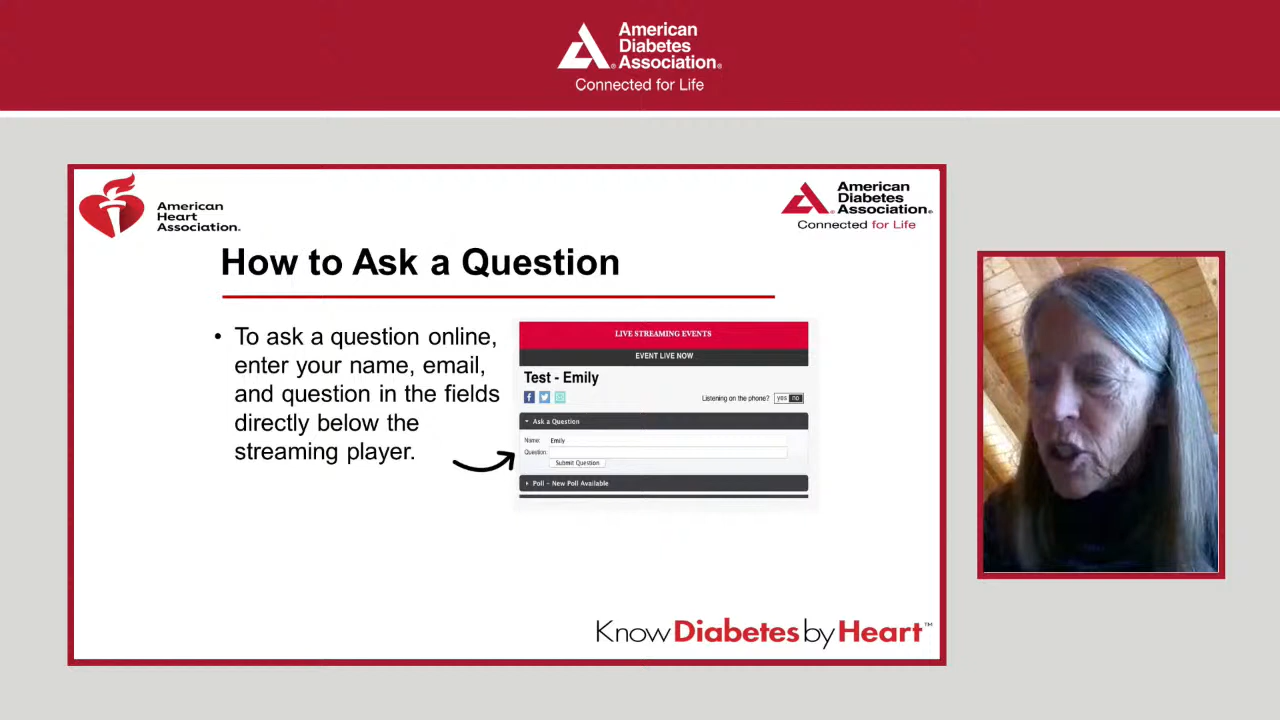 American
Diabetes
Association®
Connected for Life
American
Heart
Association®
American
Diabetes
Association®
Connected for Life
How to Ask a Question
• To ask a question online,
enter your name, email,
and question in the fields
directly below the
streaming player.
LIVE STREAMING EVENTS
EVENT LIVE NOW
Test - Emily
Listening on the phone? yes no
Ask a Question
Name: Emily
Question:
Submit Question
Poll - New Poll Available
Know Diabetes by Heart™